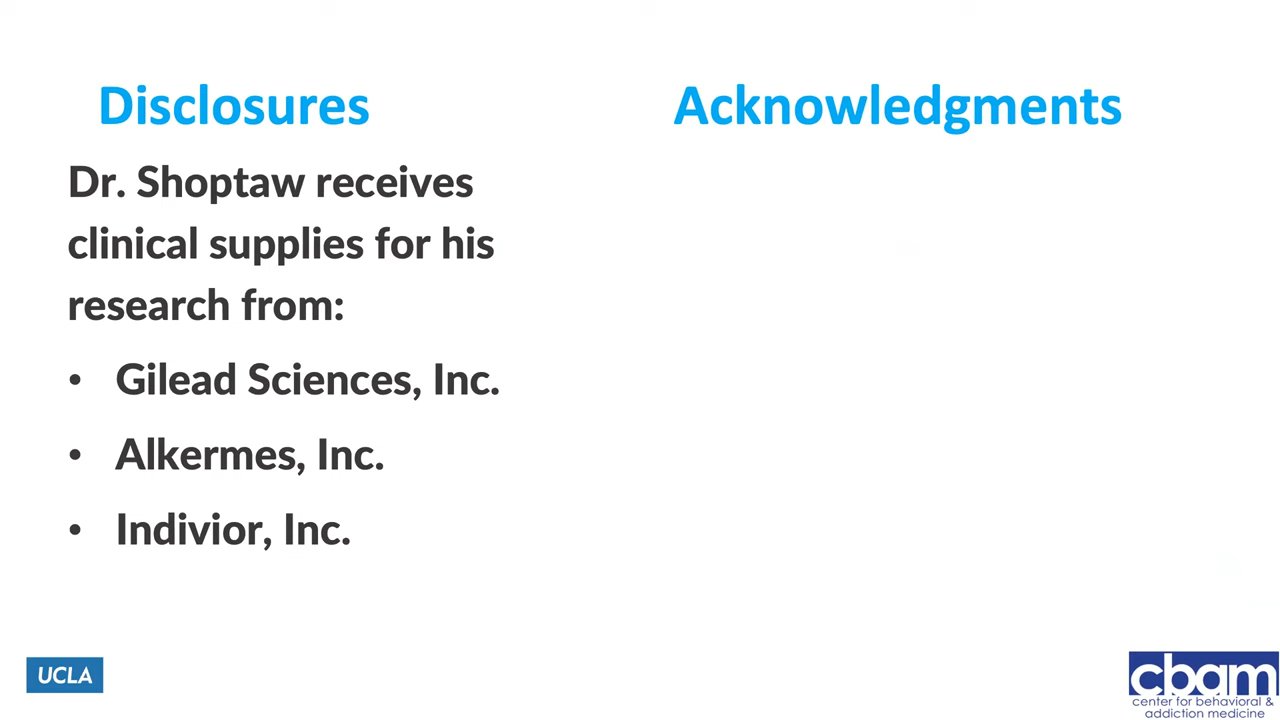 Disclosures
Dr. Shoptaw receives
clinical supplies for his
research from:
• Gilead Sciences, Inc.
• Alkermes, Inc.
• Indivior, Inc.
Acknowledgments
UCLA
cbam
center for behavioral &
addiction medicine